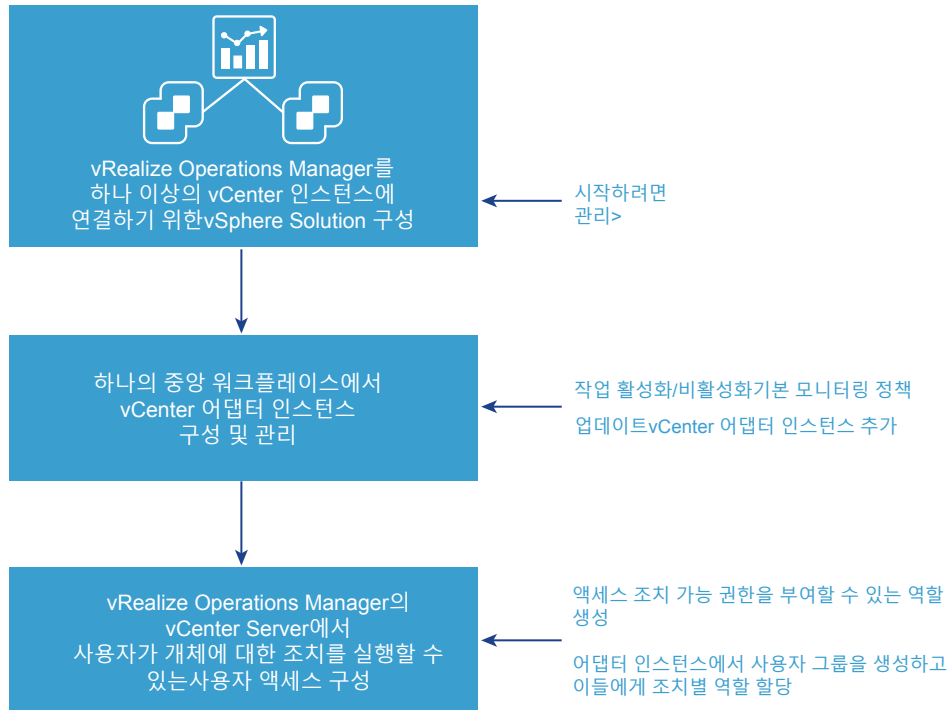 vRealize Operations Manager를
하나 이상의 vCenter 인스턴스에
연결하기 위한vSphere Solution 구성
시작하려면
관리>
하나의 중앙 워크플레이스에서
vCenter 어댑터 인스턴스
구성 및 관리
작업 활성화/비활성화기본 모니터링 정책
업데이트vCenter 어댑터 인스턴스 추가
vRealize Operations Manager의
vCenter Server에서
사용자가 개체에 대한 조치를 실행할 수
있는사용자 액세스 구성
액세스 조치 가능 권한을 부여할 수 있는 역할
생성
어댑터 인스턴스에서 사용자 그룹을 생성하고
이들에게 조치별 역할 할당